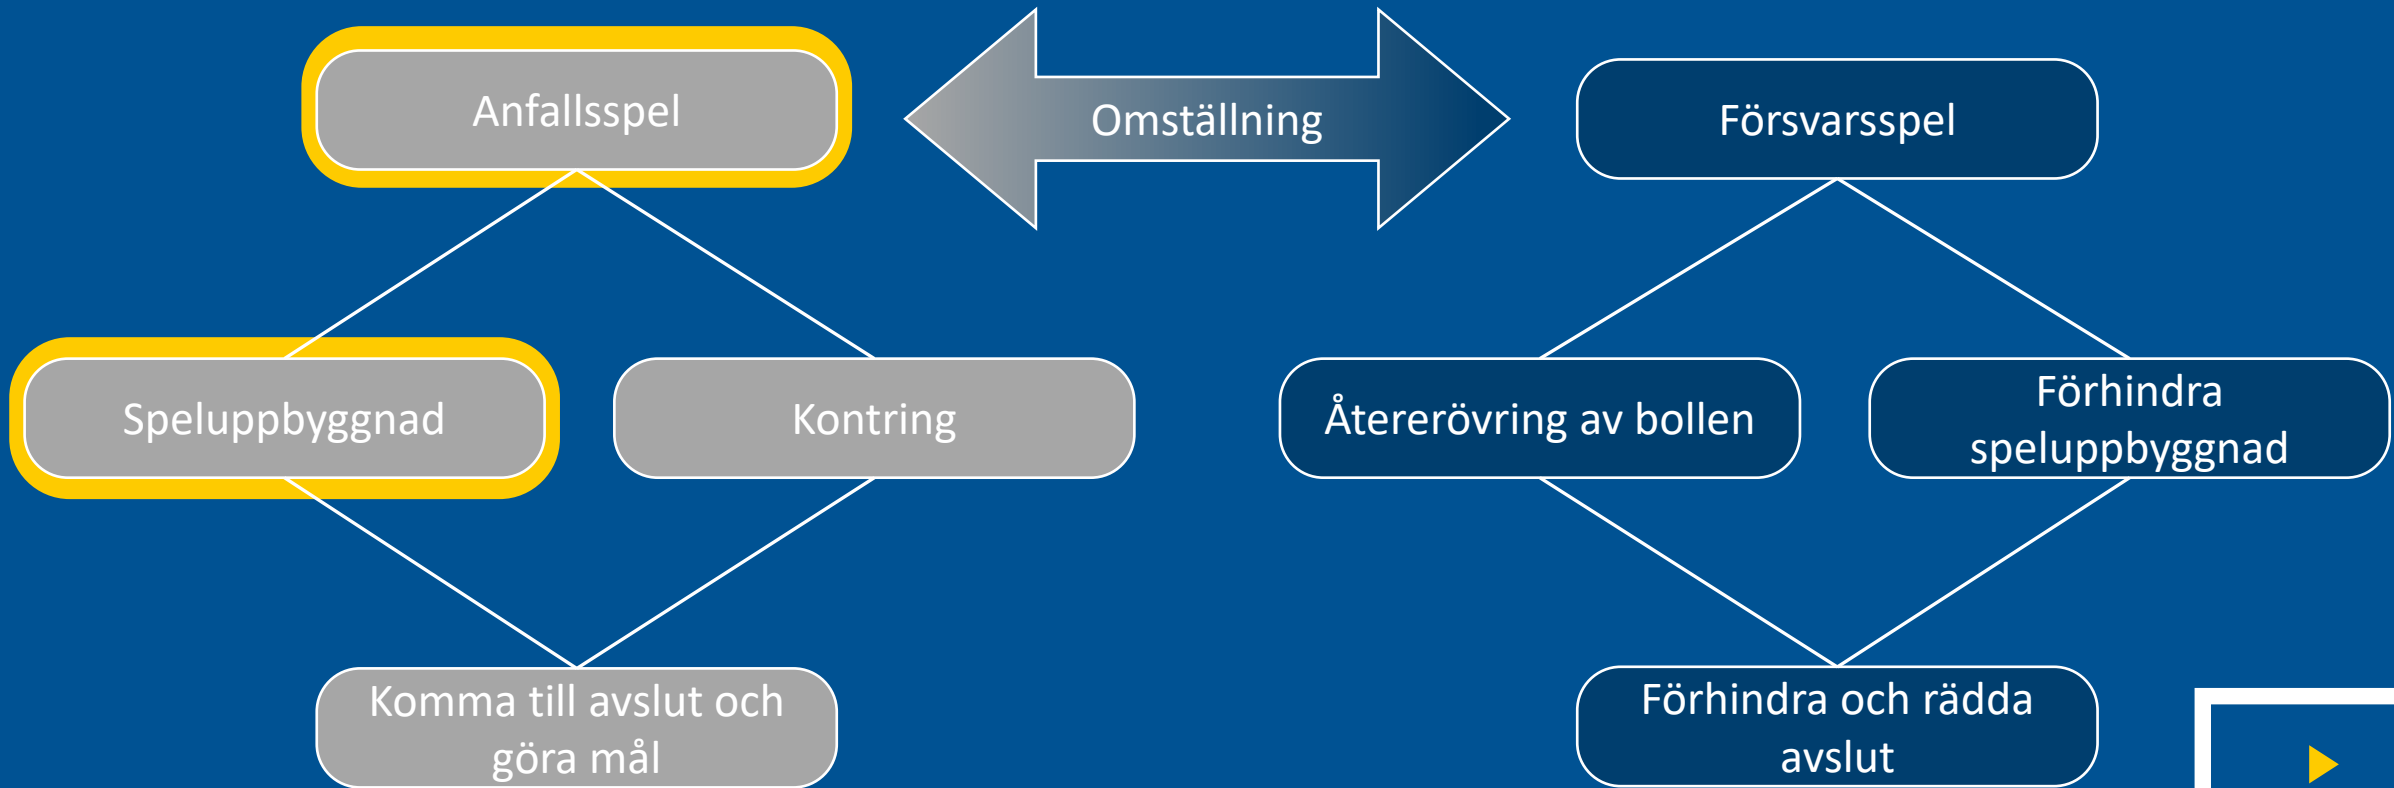 Anfallsspel
Omställning
Försvarsspel
Speluppbyggnad
Kontring
Återerövring av bollen
Förhindra
speluppbyggnad
Komma till avslut och
göra mål
Förhindra och rädda
avslut